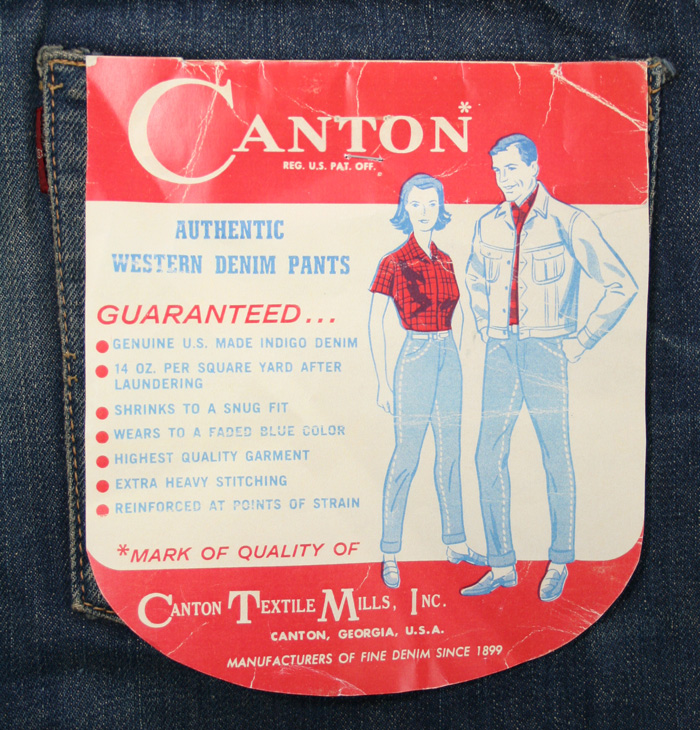 CANTON*
REG. U.S. PAT. OFF.
AUTHENTIC
WESTERN DENIM PANTS
GUARANTEED...
● GENUINE U.S. MADE INDIGO DENIM
● 14 OZ. PER SQUARE YARD AFTER
LAUNDERING
● SHRINKS TO A SNUG FIT
● WEARS TO A FADED BLUE COLOR
● HIGHEST QUALITY GARMENT
● EXTRA HEAVY STITCHING
● REINFORCED AT POINTS OF STRAIN
*MARK OF QUALITY OF
CANTON TEXTILE MILLS, INC.
CANTON, GEORGIA, U.S.A.
MANUFACTURERS OF FINE DENIM SINCE 1899